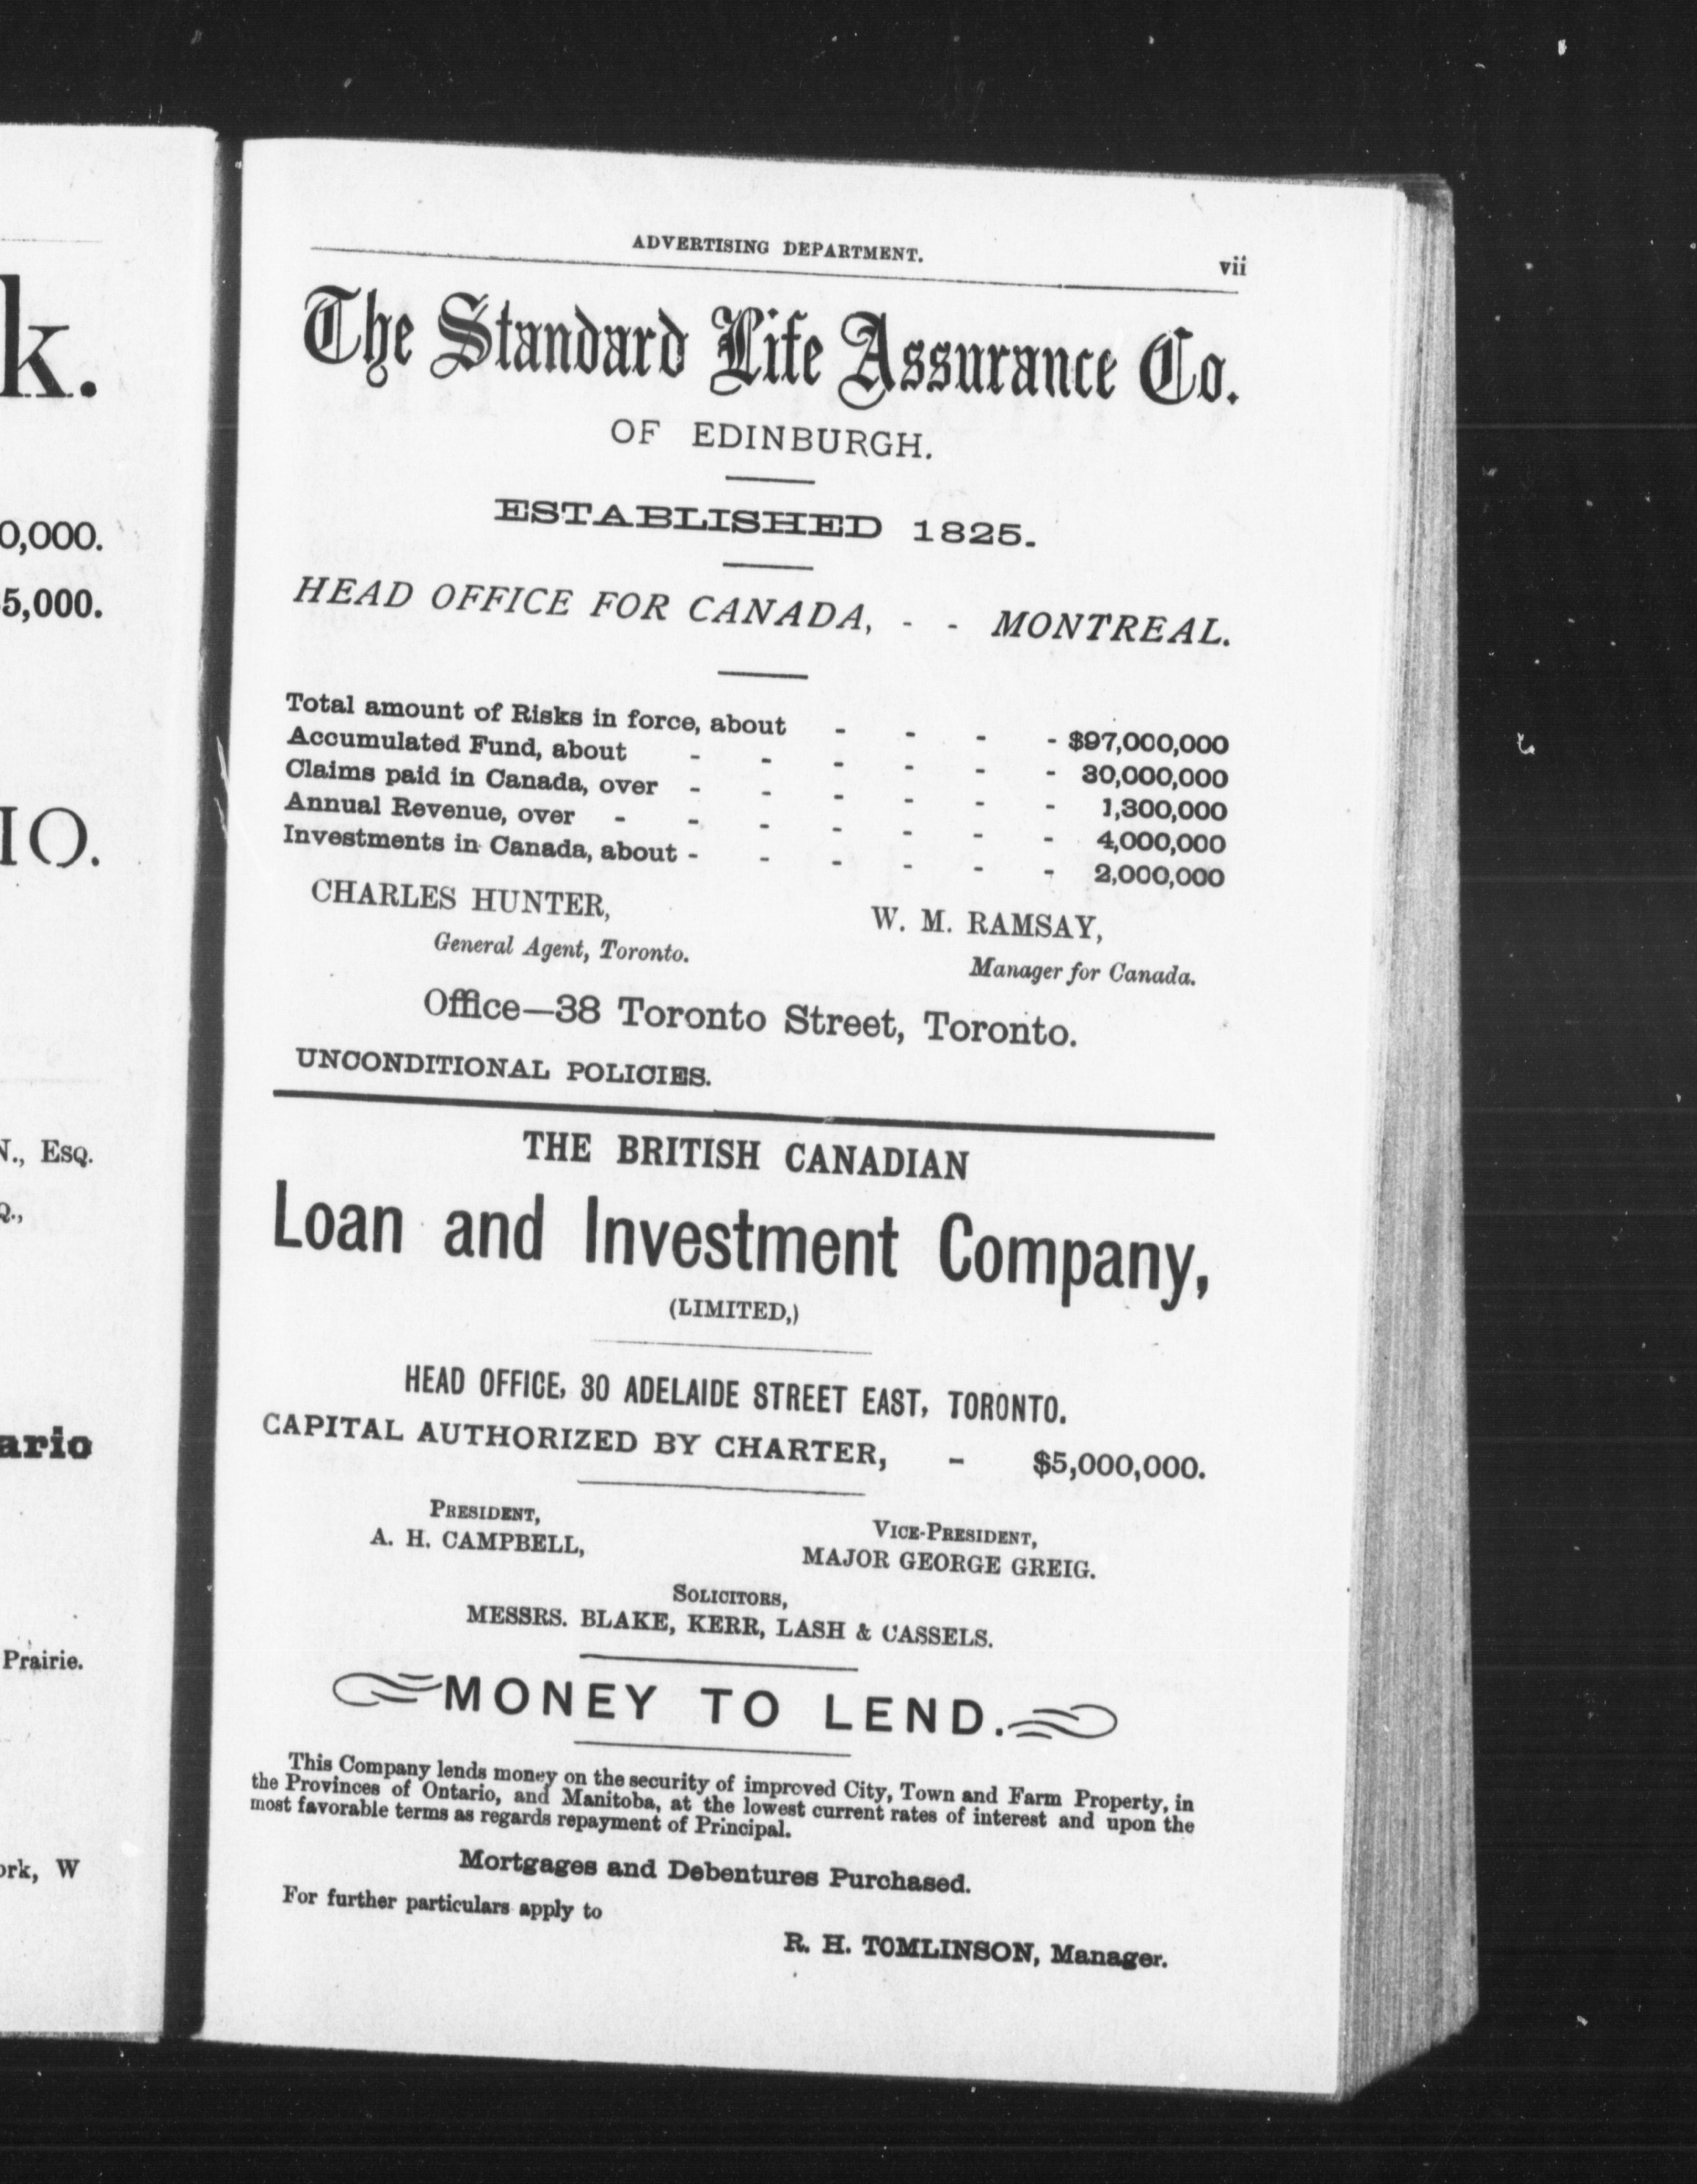 k.
0,000.
5,000.
IO.
N., Esq.
Q.,
ario
Prairie.
ork, W
ADVERTISING DEPARTMENT. vii
The Standard Life Assurance Co.
OF EDINBURGH.
ESTABLISHED 1825.
HEAD OFFICE FOR CANADA, - - MONTREAL.
Total amount of Risks in force, about - - - - $97,000,000
Accumulated Fund, about - - - - - - 30,000,000
Claims paid in Canada, over - - - - - - 1,300,000
Annual Revenue, over - - - - - - - 4,000,000
Investments in Canada, about - - - - - - 2,000,000
CHARLES HUNTER, W. M. RAMSAY,
General Agent, Toronto. Manager for Canada.
Office—38 Toronto Street, Toronto.
UNCONDITIONAL POLICIES.
THE BRITISH CANADIAN
Loan and Investment Company,
(LIMITED,)
HEAD OFFICE, 30 ADELAIDE STREET EAST, TORONTO.
CAPITAL AUTHORIZED BY CHARTER, - $5,000,000.
President, Vice-President,
A. H. CAMPBELL, MAJOR GEORGE GREIG.
Solicitors,
MESSRS. BLAKE, KERR, LASH & CASSELS.
MONEY TO LEND.
This Company lends money on the security of improved City, Town and Farm Property, in
the Provinces of Ontario, and Manitoba, at the lowest current rates of interest and upon the
most favorable terms as regards repayment of Principal.
Mortgages and Debentures Purchased.
For further particulars apply to
R. H. TOMLINSON, Manager.